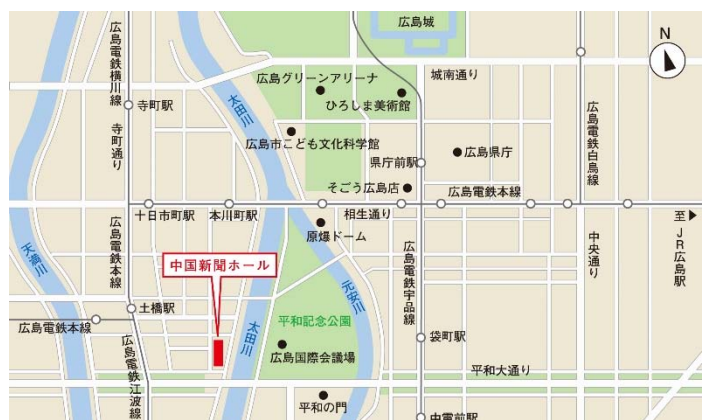 広島城
N
広島電鉄横川線
城南通り
広島グリーンアリーナ
ひろしま美術館
太田川
寺町駅
寺町通り
広島電鉄白島線
広島市こども文化科学館
広島県庁
県庁前駅
そごう広島店
広島電鉄本線
十日市町駅
本川町駅
相生通り
原爆ドーム
至▶JR広島駅
広島電鉄本線
中央通り
天満川
中国新聞ホール
元安川
広島電鉄宇品線
土橋駅
広島電鉄本線
太田川
平和記念公園
袋町駅
広島国際会議場
広島電鉄江波線
平和大通り
平和の門
中電前駅